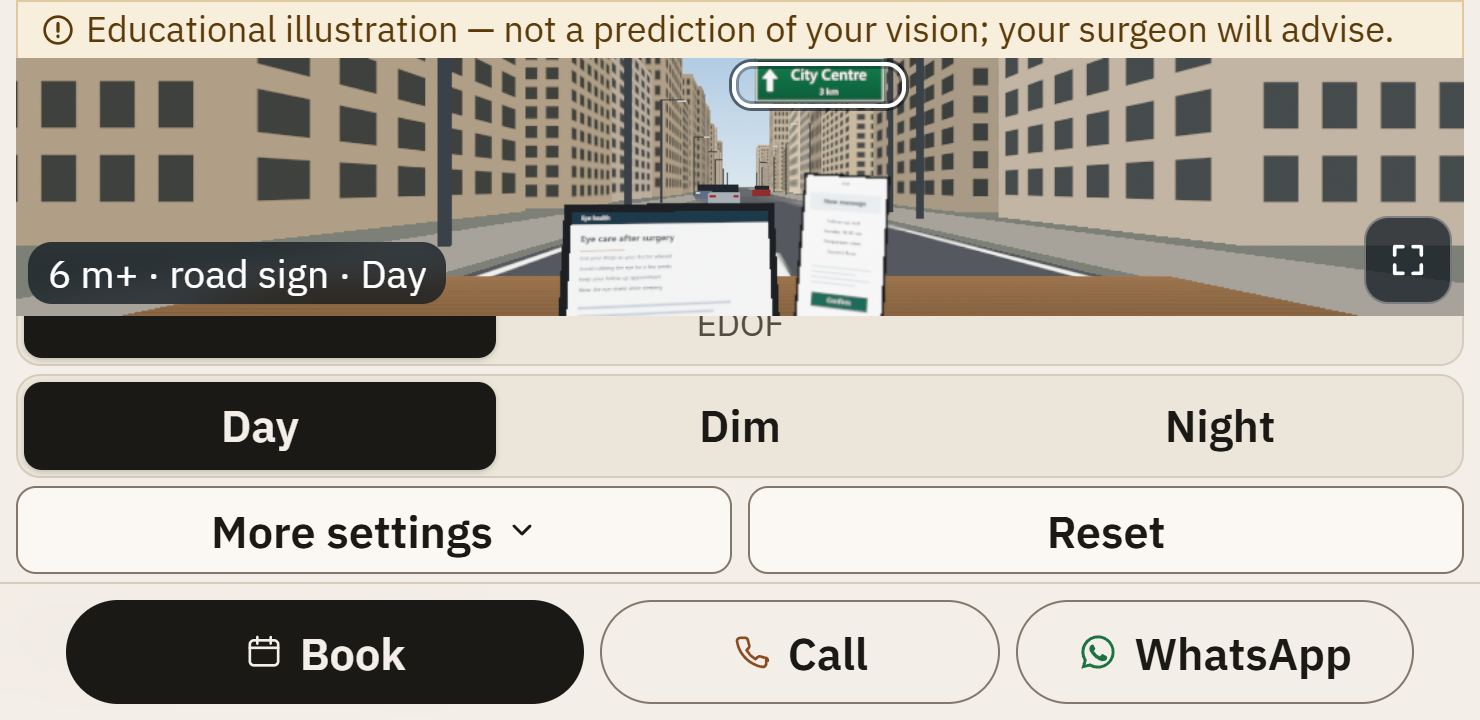 Educational illustration — not a prediction of your vision; your surgeon will advise.
City Centre
3 km
Eye health
Eye care after surgery
New message
Confirm
6 m+ · road sign · Day
EDOF
Day
Dim
Night
More settings
Reset
Book
Call
WhatsApp